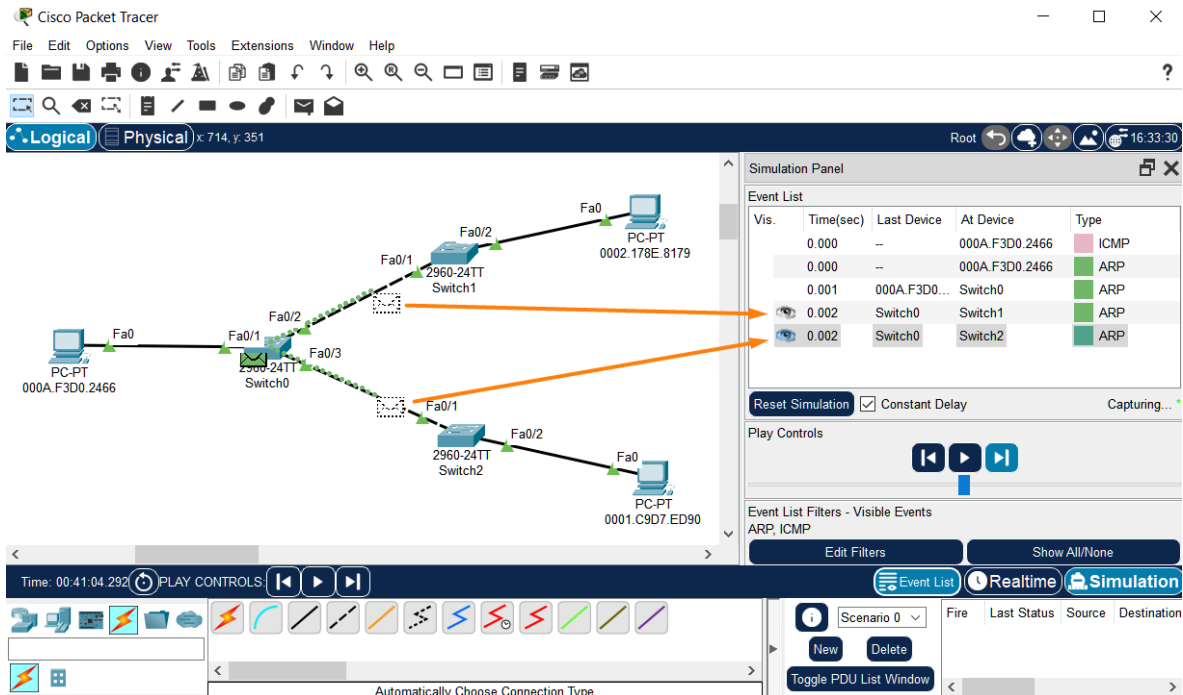 Cisco Packet Tracer
File Edit Options View Tools Extensions Window Help
?
Logical Physical x: 714, y: 351 Root 16:33:30
Fa0
PC-PT
0002.178E.8179
Fa0/2
Fa0/1
2960-24TT
Switch1
Fa0
PC-PT
000A.F3D0.2466
Fa0/1
Fa0/2
Fa0/3
2960-24TT
Switch0
Fa0/1
Fa0/2
2960-24TT
Switch2
Fa0
PC-PT
0001.C9D7.ED90
Simulation Panel
Event List
Vis. Time(sec) Last Device At Device Type
0.000 -- 000A.F3D0.2466 ICMP
0.000 -- 000A.F3D0.2466 ARP
0.001 000A.F3D0... Switch0 ARP
0.002 Switch0 Switch1 ARP
0.002 Switch0 Switch2 ARP
Reset Simulation Constant Delay Capturing...
Play Controls
Event List Filters - Visible Events
ARP, ICMP
Edit Filters Show All/None
Time: 00:41:04.292 PLAY CONTROLS: Event List Realtime Simulation
Scenario 0
New Delete
Toggle PDU List Window
Fire Last Status Source Destination
Automatically Choose Connection Type